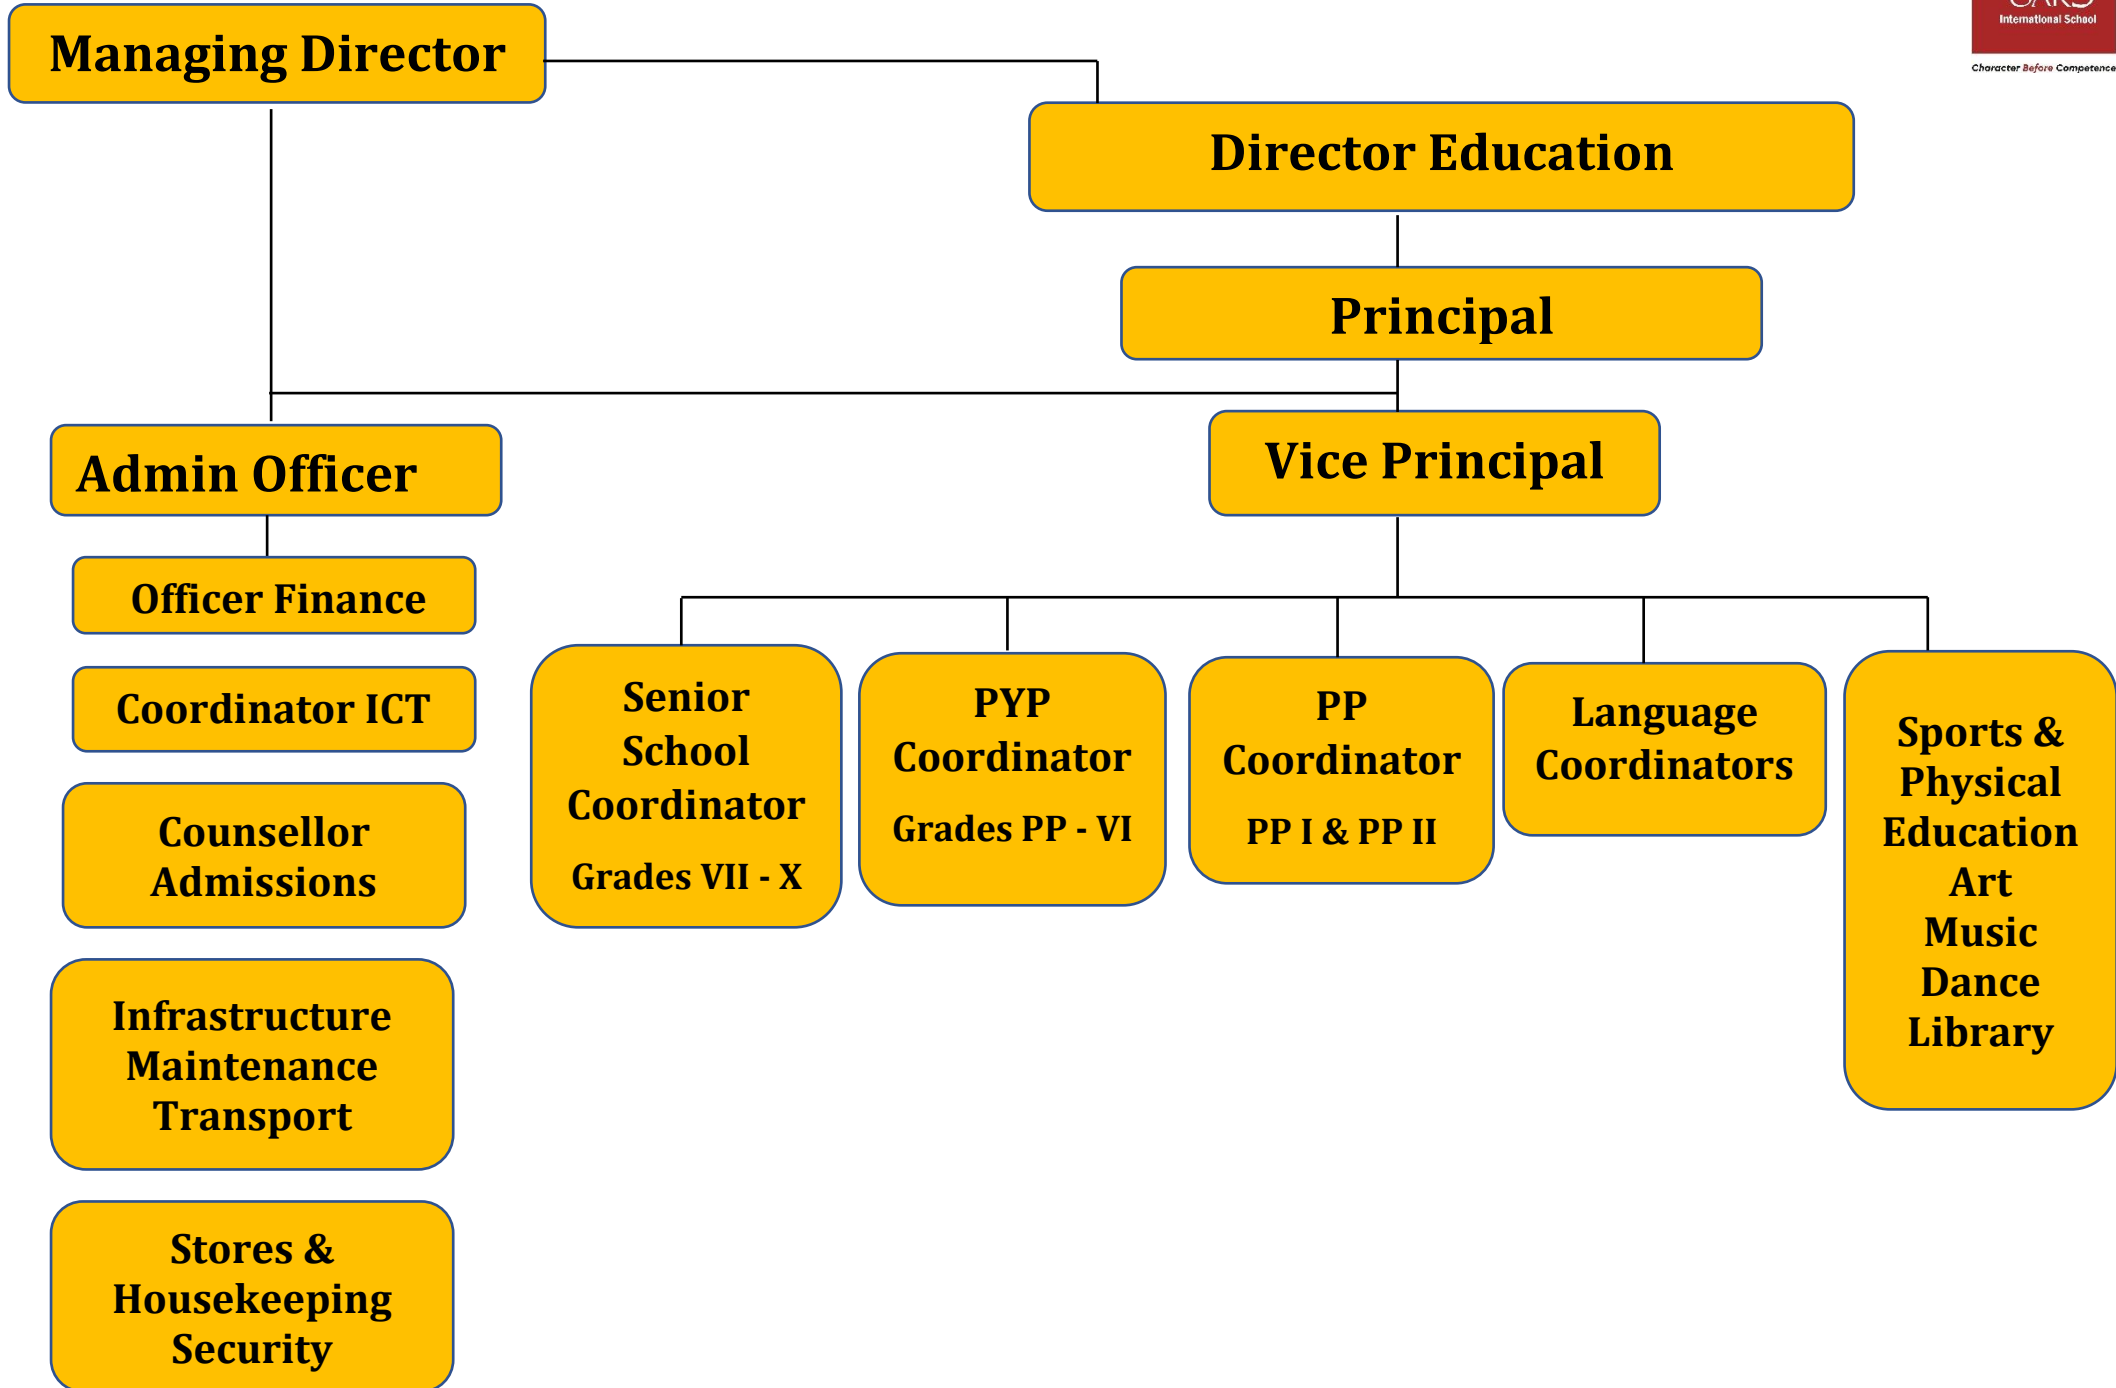 International School
Character Before Competence
Managing Director
Director Education
Principal
Admin Officer
Vice Principal
Officer Finance
Coordinator ICT
Counsellor
Admissions
Infrastructure
Maintenance
Transport
Stores &
Housekeeping
Security
Senior
School
Coordinator
Grades VII - X
PYP
Coordinator
Grades PP - VI
PP
Coordinator
PP I & PP II
Language
Coordinators
Sports &
Physical
Education
Art
Music
Dance
Library